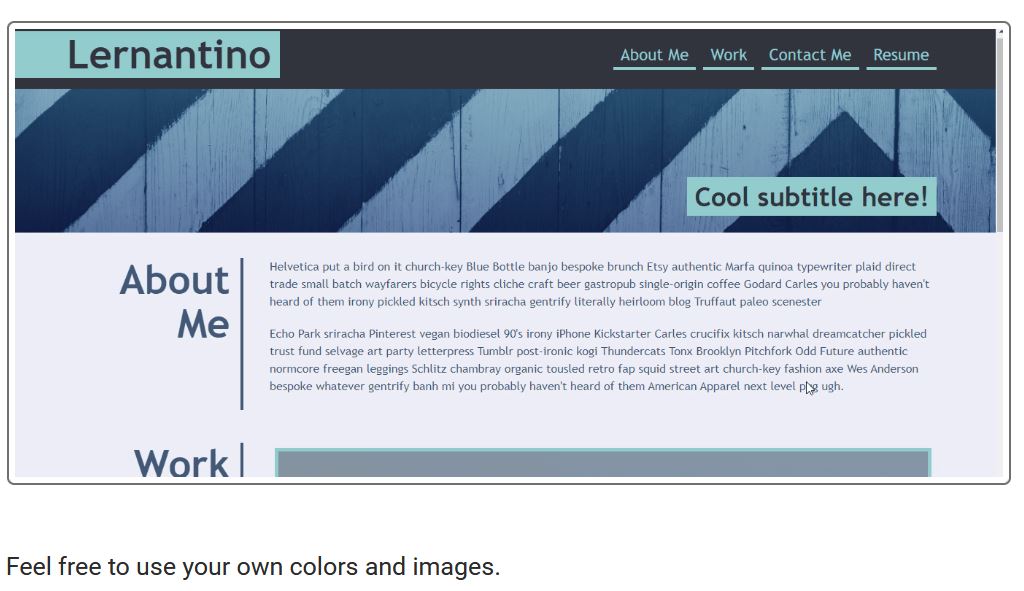 Lernantino
About Me Work Contact Me Resume
Cool subtitle here!
About
Me
Helvetica put a bird on it church-key Blue Bottle banjo bespoke brunch Etsy authentic Marfa quinoa typewriter plaid direct
trade small batch wayfarers bicycle rights cliche craft beer gastropub single-origin coffee Godard Carles you probably haven't
heard of them irony pickled kitsch synth sriracha gentrify literally heirloom blog Truffaut paleo scenester
Echo Park sriracha Pinterest vegan biodiesel 90's irony iPhone Kickstarter Carles crucifix kitsch narwhal dreamcatcher pickled
trust fund selvage art party letterpress Tumblr post-ironic kogi Thundercats Tonx Brooklyn Pitchfork Odd Future authentic
normcore freegan leggings Schlitz chambray organic tousled retro fap squid street art church-key fashion axe Wes Anderson
bespoke whatever gentrify banh mi you probably haven't heard of them American Apparel next level ugh.
Work
Feel free to use your own colors and images.